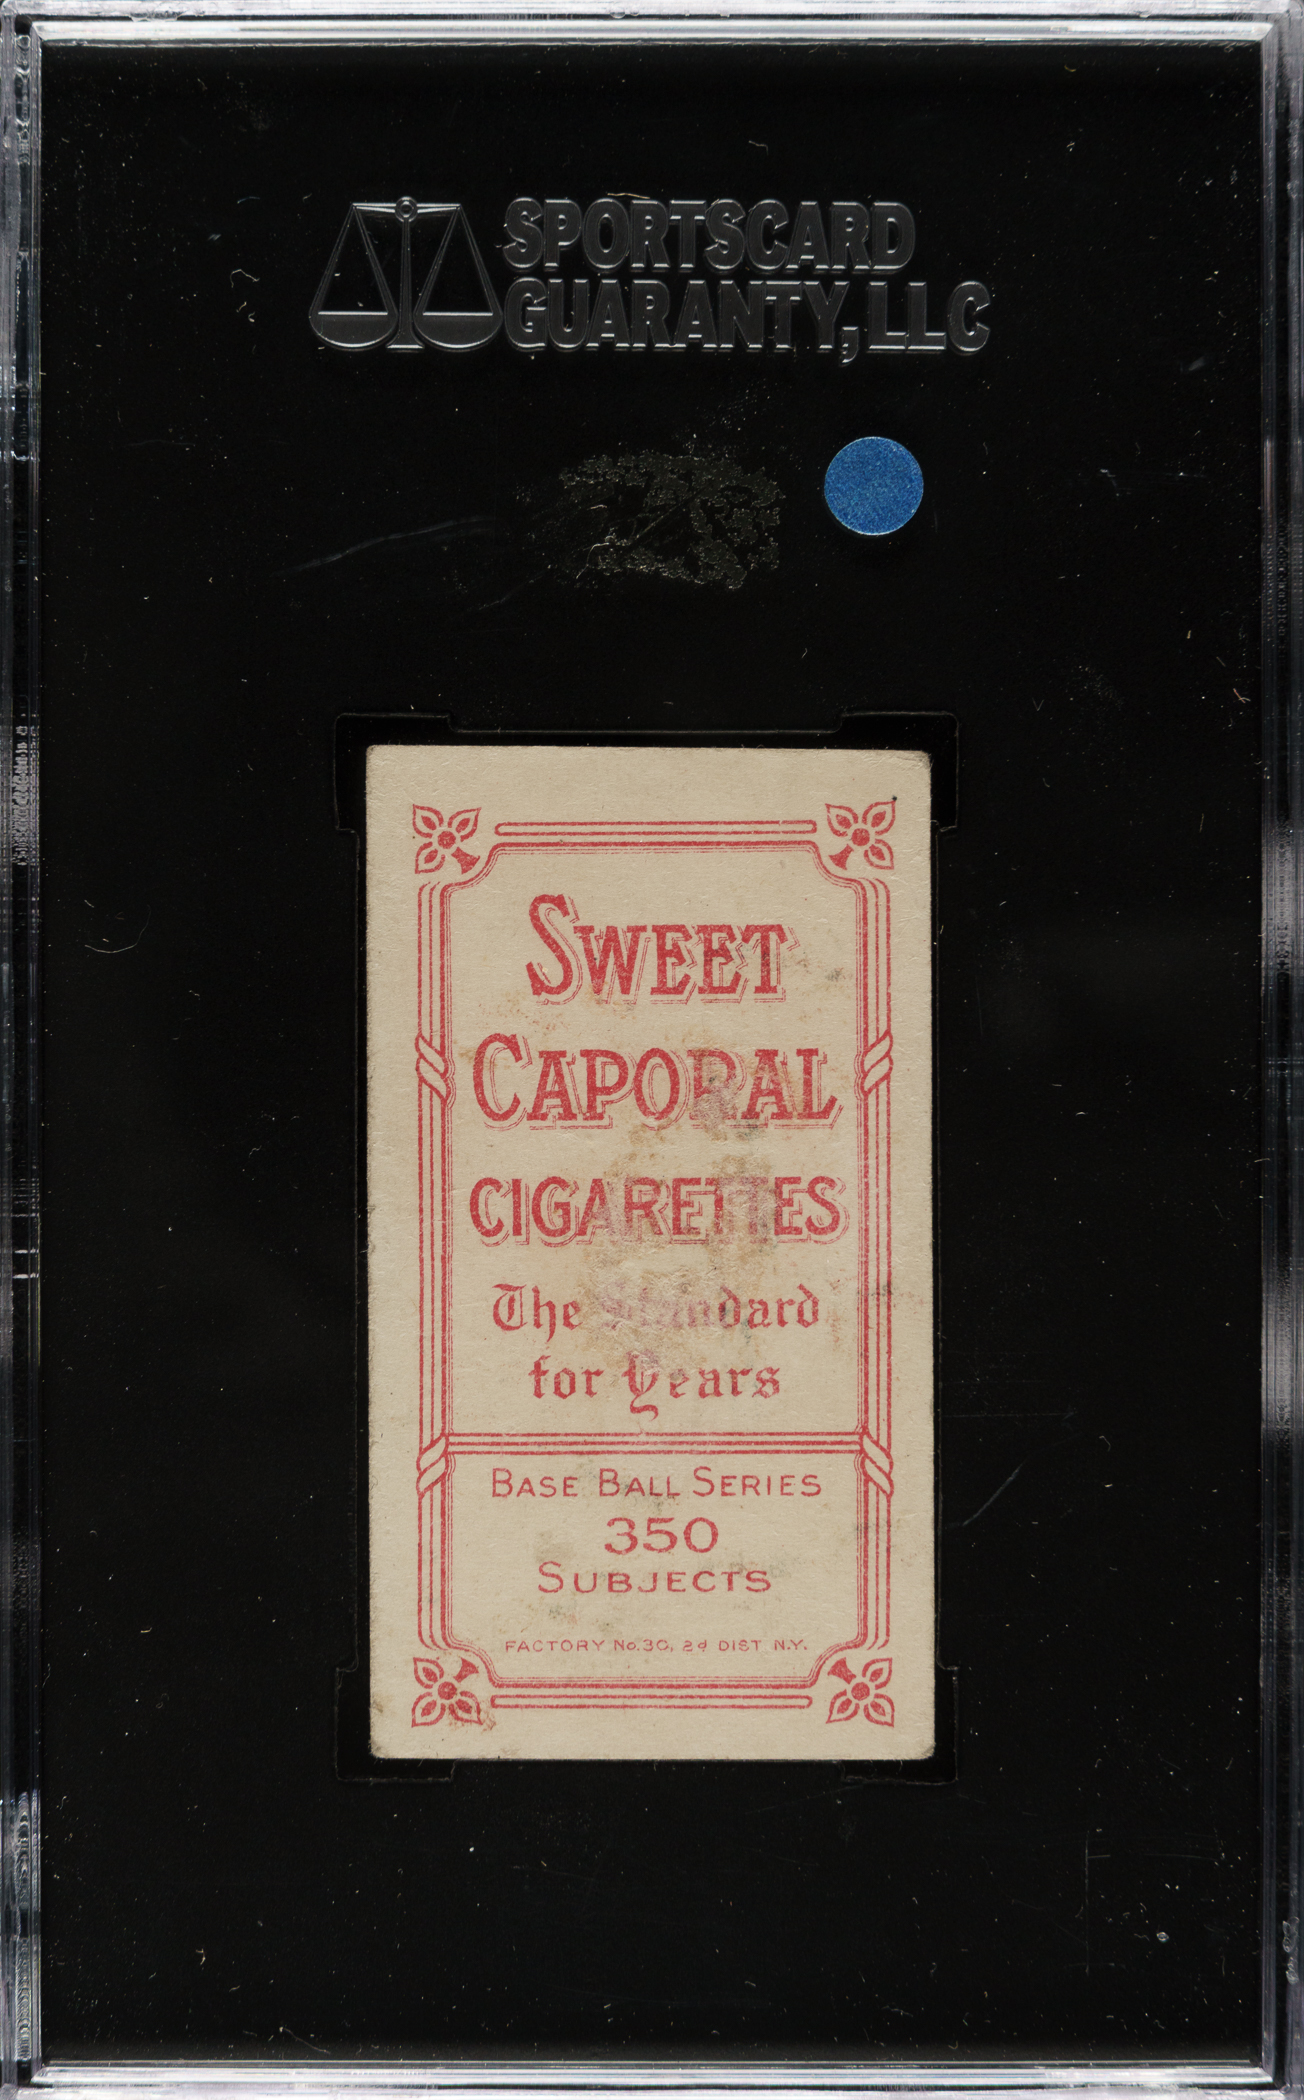 SPORTSCARD
GUARANTY, LLC
SWEET
CAPORAL
CIGARETTES
The Standard
for Years
BASE BALL SERIES
350
SUBJECTS
FACTORY No. 30, 2d DIST N.Y.